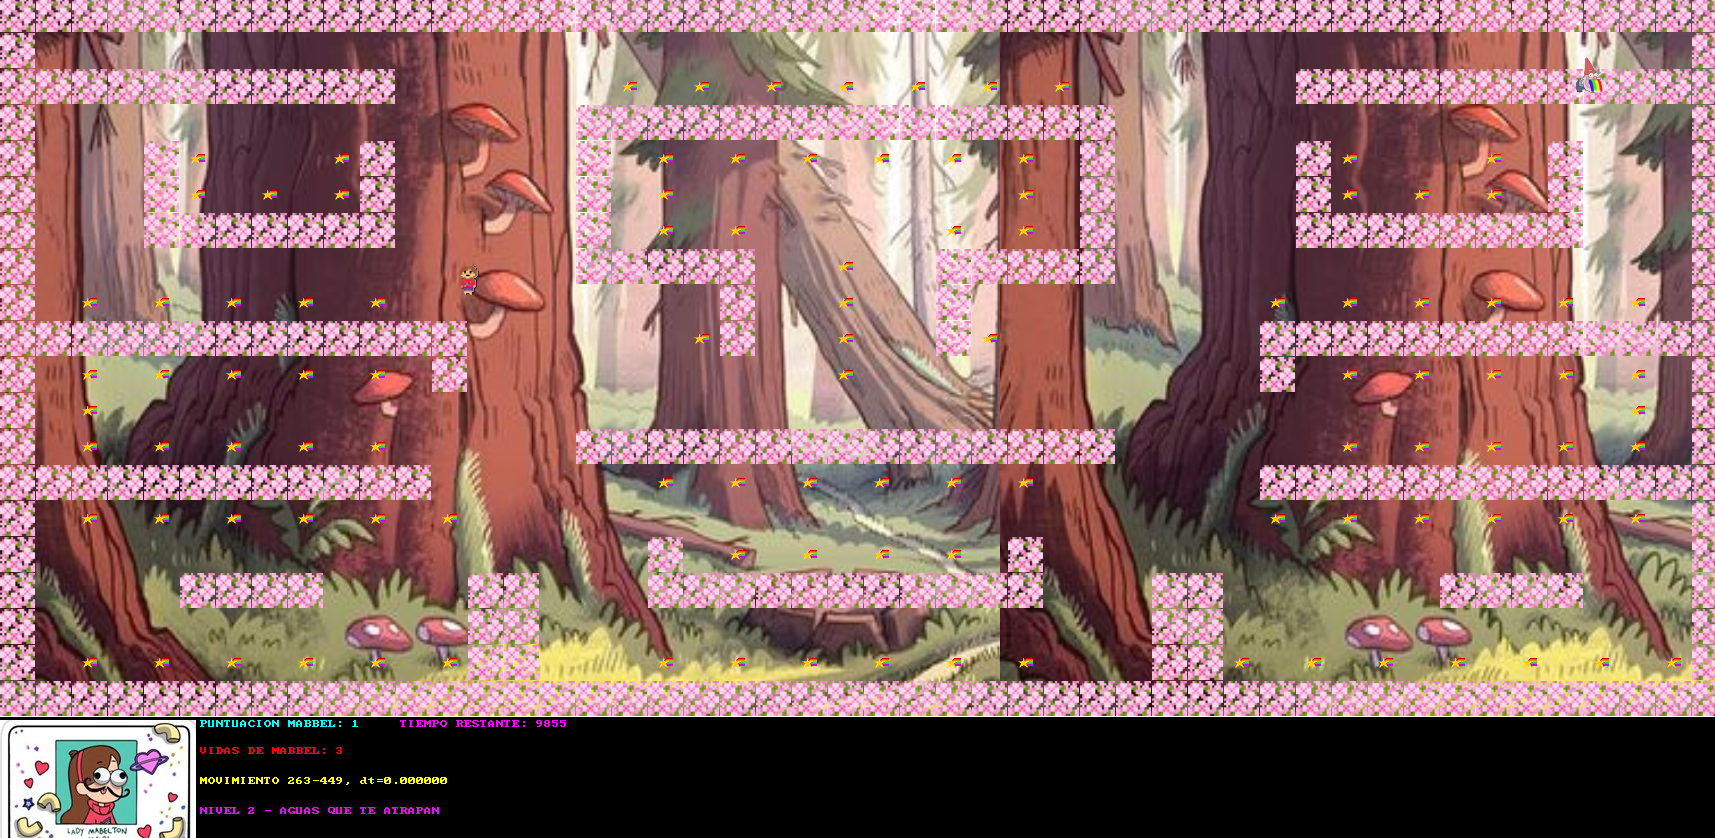 PUNTUACION MABBEL: 1 TIEMPO RESTANTE: 9855
VIDAS DE MABBEL: 3
MOVIMIENTO 263-449, dt=0.000000
NIVEL 2 - AGUAS QUE TE ATRAPAN
LADY MABELTON